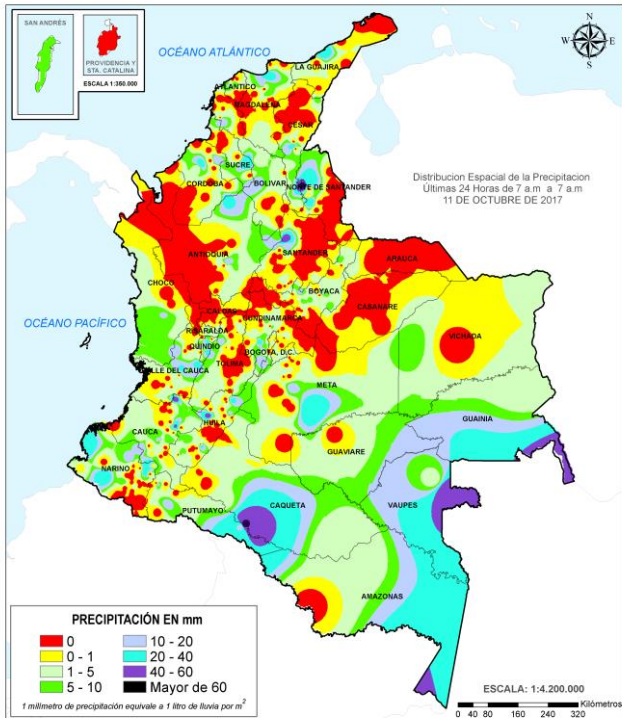 SAN ANDRÉS
PROVIDENCIA Y
STA. CATALINA
ESCALA 1:350.000
N
W E
S
OCÉANO ATLÁNTICO
LA GUAJIRA
ATLANTICO
MAGDALENA
CESAR
Distribucion Espacial de la Precipitacion
Últimas 24 Horas de 7 a.m a 7 a.m
11 DE OCTUBRE DE 2017
SUCRE
CORDOBA
BOLIVAR
NORTE DE SANTANDER
ANTIOQUIA
SANTANDER
ARAUCA
CHOCO
BOYACA
CASANARE
OCÉANO PACÍFICO
CALDAS
CUNDINAMARCA
VICHADA
RISARALDA
QUINDIO
BOGOTA, D.C.
TOLIMA
VALLE DEL CAUCA
META
GUAINIA
CAUCA
HUILA
GUAVIARE
NARIÑO
PUTUMAYO
CAQUETA
VAUPES
AMAZONAS
PRECIPITACIÓN EN mm
0 10 - 20
0 - 1 20 - 40
1 - 5 40 - 60
5 - 10 Mayor de 60
1 milímetro de precipitación equivale a 1 litro de lluvia por m²
ESCALA: 1:4.200.000
Kilómetros
0 40 80 160 240 320